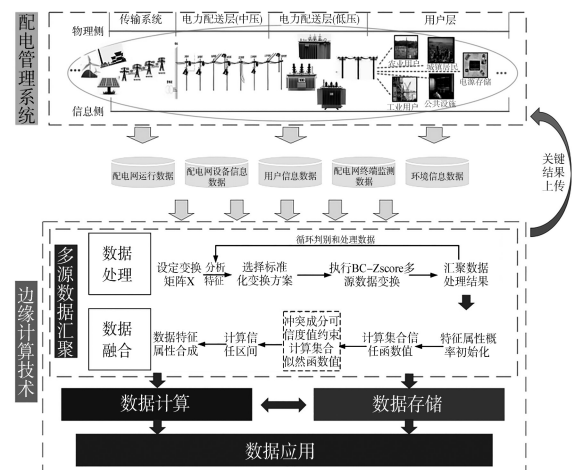 配电管理系统
传输系统
电力配送层(中压)
电力配送层(低压)
用户层
物理侧
农业用户
城镇居民
电源存储
工业用户
公共设施
信息侧
关键
结果
上传
配电网运行数据
配电网设备信息
数据
用户信息数据
配电网终端监测
数据
环境信息数据
边缘计算技术
多源数据汇聚
循环判别和处理数据
数据
处理
设定变换
矩阵X
分析
特征
选择标准
化变换方案
执行BC-Zscore多
源数据变换
汇聚数据
处理结果
数据
融合
数据特征
属性合成
计算信
任区间
冲突成分可
信度值约束
计算集合
似然函数值
计算集合信
任函数值
特征属性概
率初始化
数据计算
数据存储
数据应用